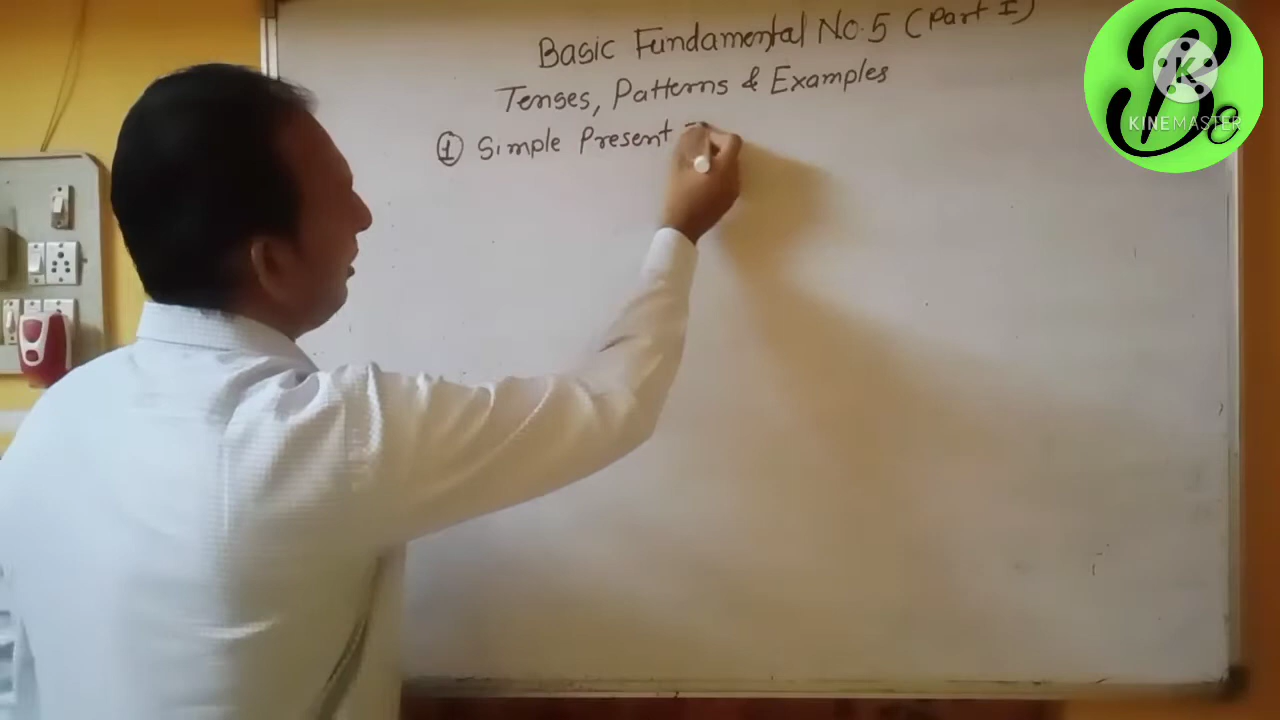 Basic Fundamental No.5 (Part I)
Tenses, Patterns & Examples
① Simple Present
K
KINEMASTER